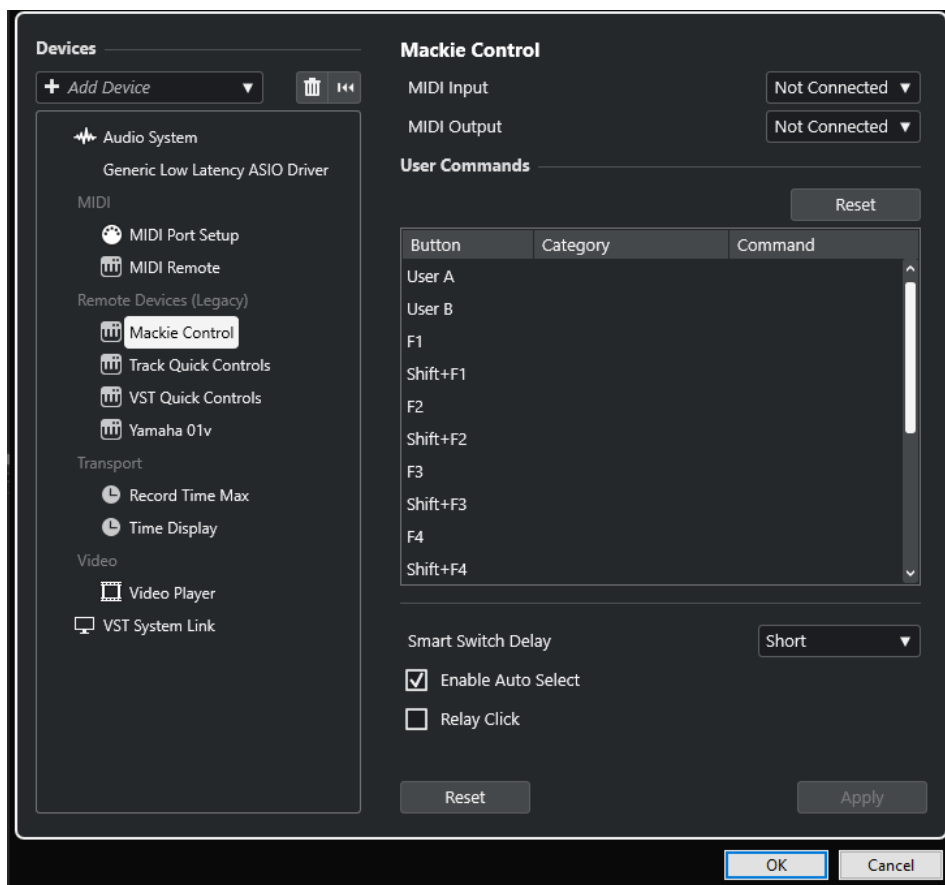 Devices
Add Device
Audio System
Generic Low Latency ASIO Driver
MIDI
MIDI Port Setup
MIDI Remote
Remote Devices (Legacy)
Mackie Control
Track Quick Controls
VST Quick Controls
Yamaha 01v
Transport
Record Time Max
Time Display
Video
Video Player
VST System Link
Mackie Control
MIDI Input Not Connected
MIDI Output Not Connected
User Commands
Reset
Button Category Command
User A
User B
F1
Shift+F1
F2
Shift+F2
F3
Shift+F3
F4
Shift+F4
Smart Switch Delay Short
Enable Auto Select
Relay Click
Reset Apply
OK Cancel